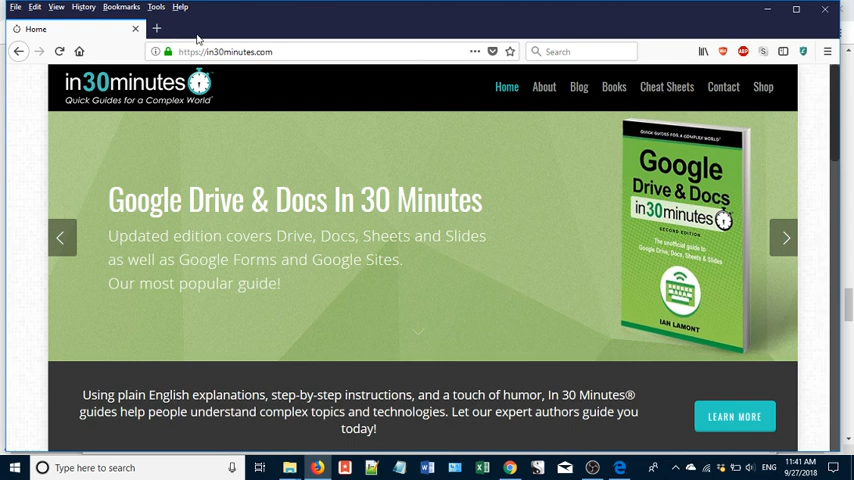 File Edit View History Bookmarks Tools Help
Home
https://in30minutes.com
Search
in30minutes
Quick Guides for a Complex World
Home About Blog Books Cheat Sheets Contact Shop
Google Drive & Docs In 30 Minutes
Updated edition covers Drive, Docs, Sheets and Slides
as well as Google Forms and Google Sites.
Our most popular guide!
QUICK GUIDES FOR A COMPLEX WORLD
Google
Drive & Docs
in30minutes
SECOND EDITION
The unofficial guide to
Google Drive, Docs, Sheets & Slides
IAN LAMONT
Using plain English explanations, step-by-step instructions, and a touch of humor, In 30 Minutes®
guides help people understand complex topics and technologies. Let our expert authors guide you
today!
LEARN MORE
Type here to search
ENG
11:41 AM
9/27/2018